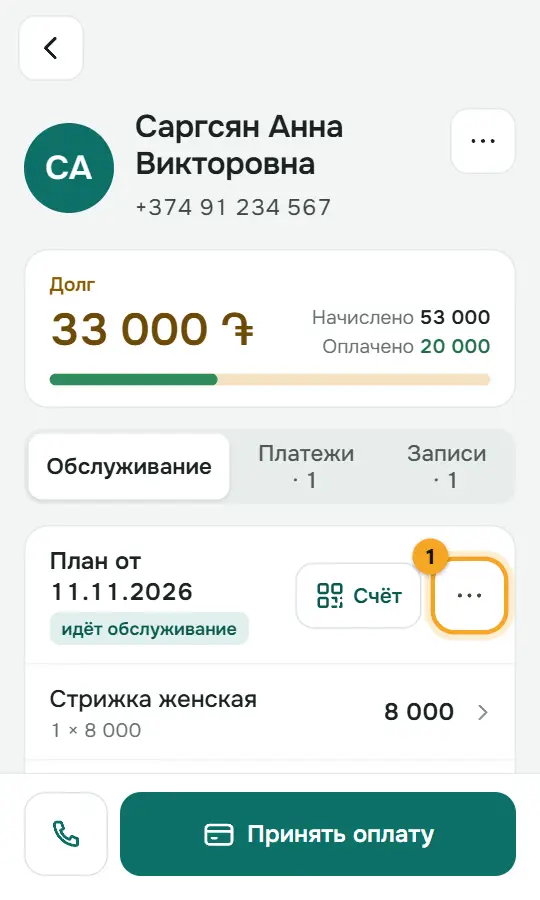 Саргсян Анна
Викторовна
СА
+374 91 234 567
Долг
33 000 ֏
Начислено 53 000
Оплачено 20 000
Обслуживание
Платежи
· 1
Записи
· 1
План от
11.11.2026
идёт обслуживание
Счёт
1
Стрижка женская
1 × 8 000
8 000
Принять оплату